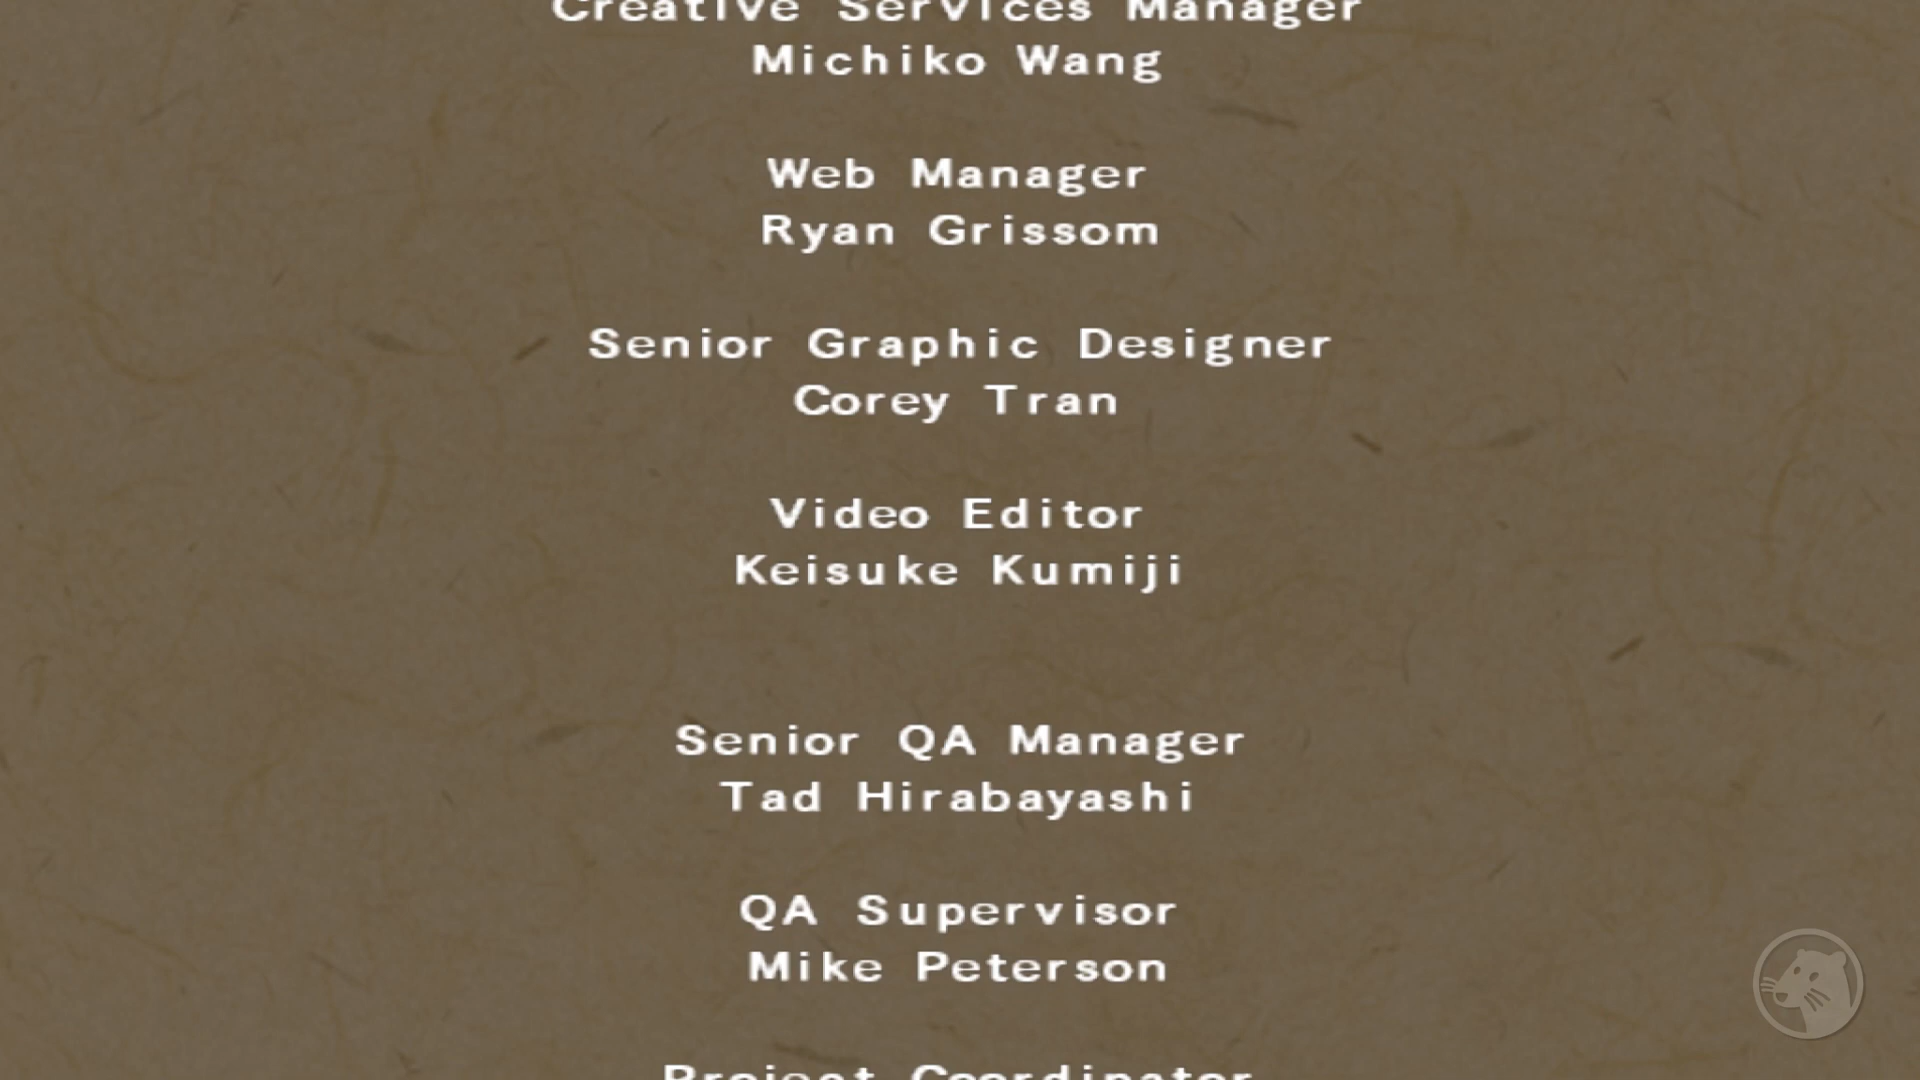 Creative Services Manager
Michiko Wang
Web Manager
Ryan Grissom
Senior Graphic Designer
Corey Tran
Video Editor
Keisuke Kumiji
Senior QA Manager
Tad Hirabayashi
QA Supervisor
Mike Peterson
Project Coordinator